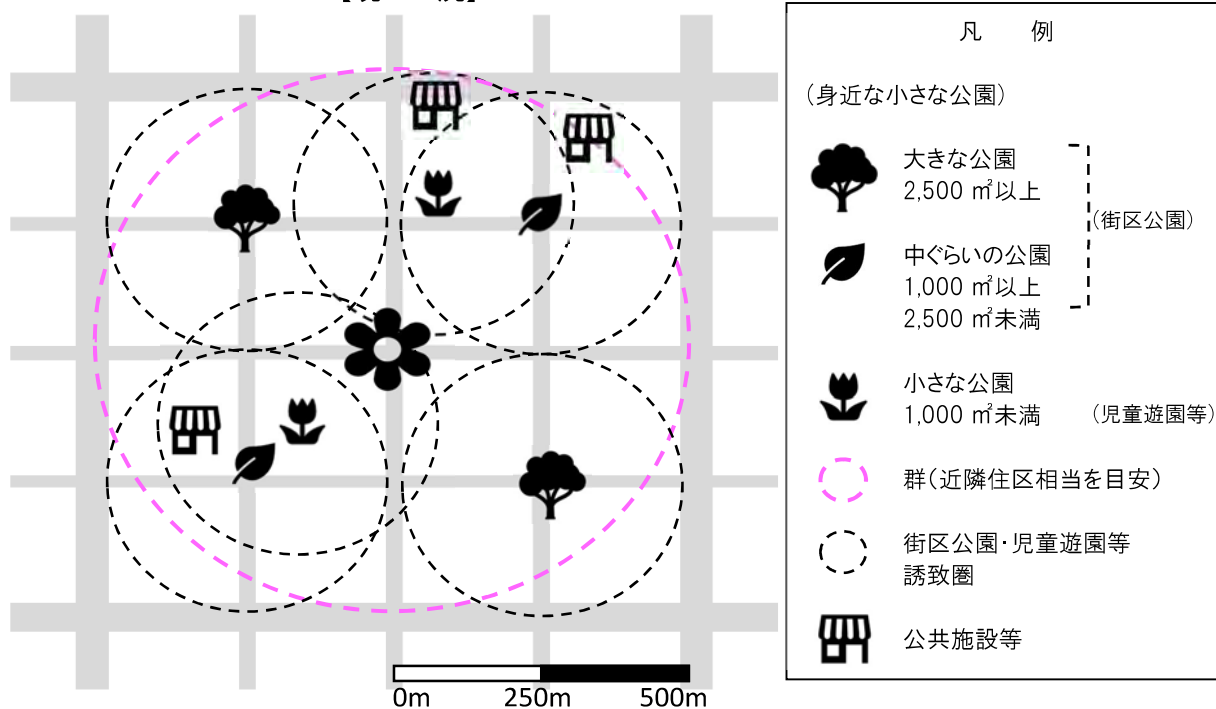 凡　例
(身近な小さな公園)
大きな公園
2,500 ㎡以上
(街区公園)
中ぐらいの公園
1,000 ㎡以上
2,500 ㎡未満
小さな公園
1,000 ㎡未満
(児童遊園等)
群(近隣住区相当を目安)
街区公園・児童遊園等
誘致圏
公共施設等
0m
250m
500m